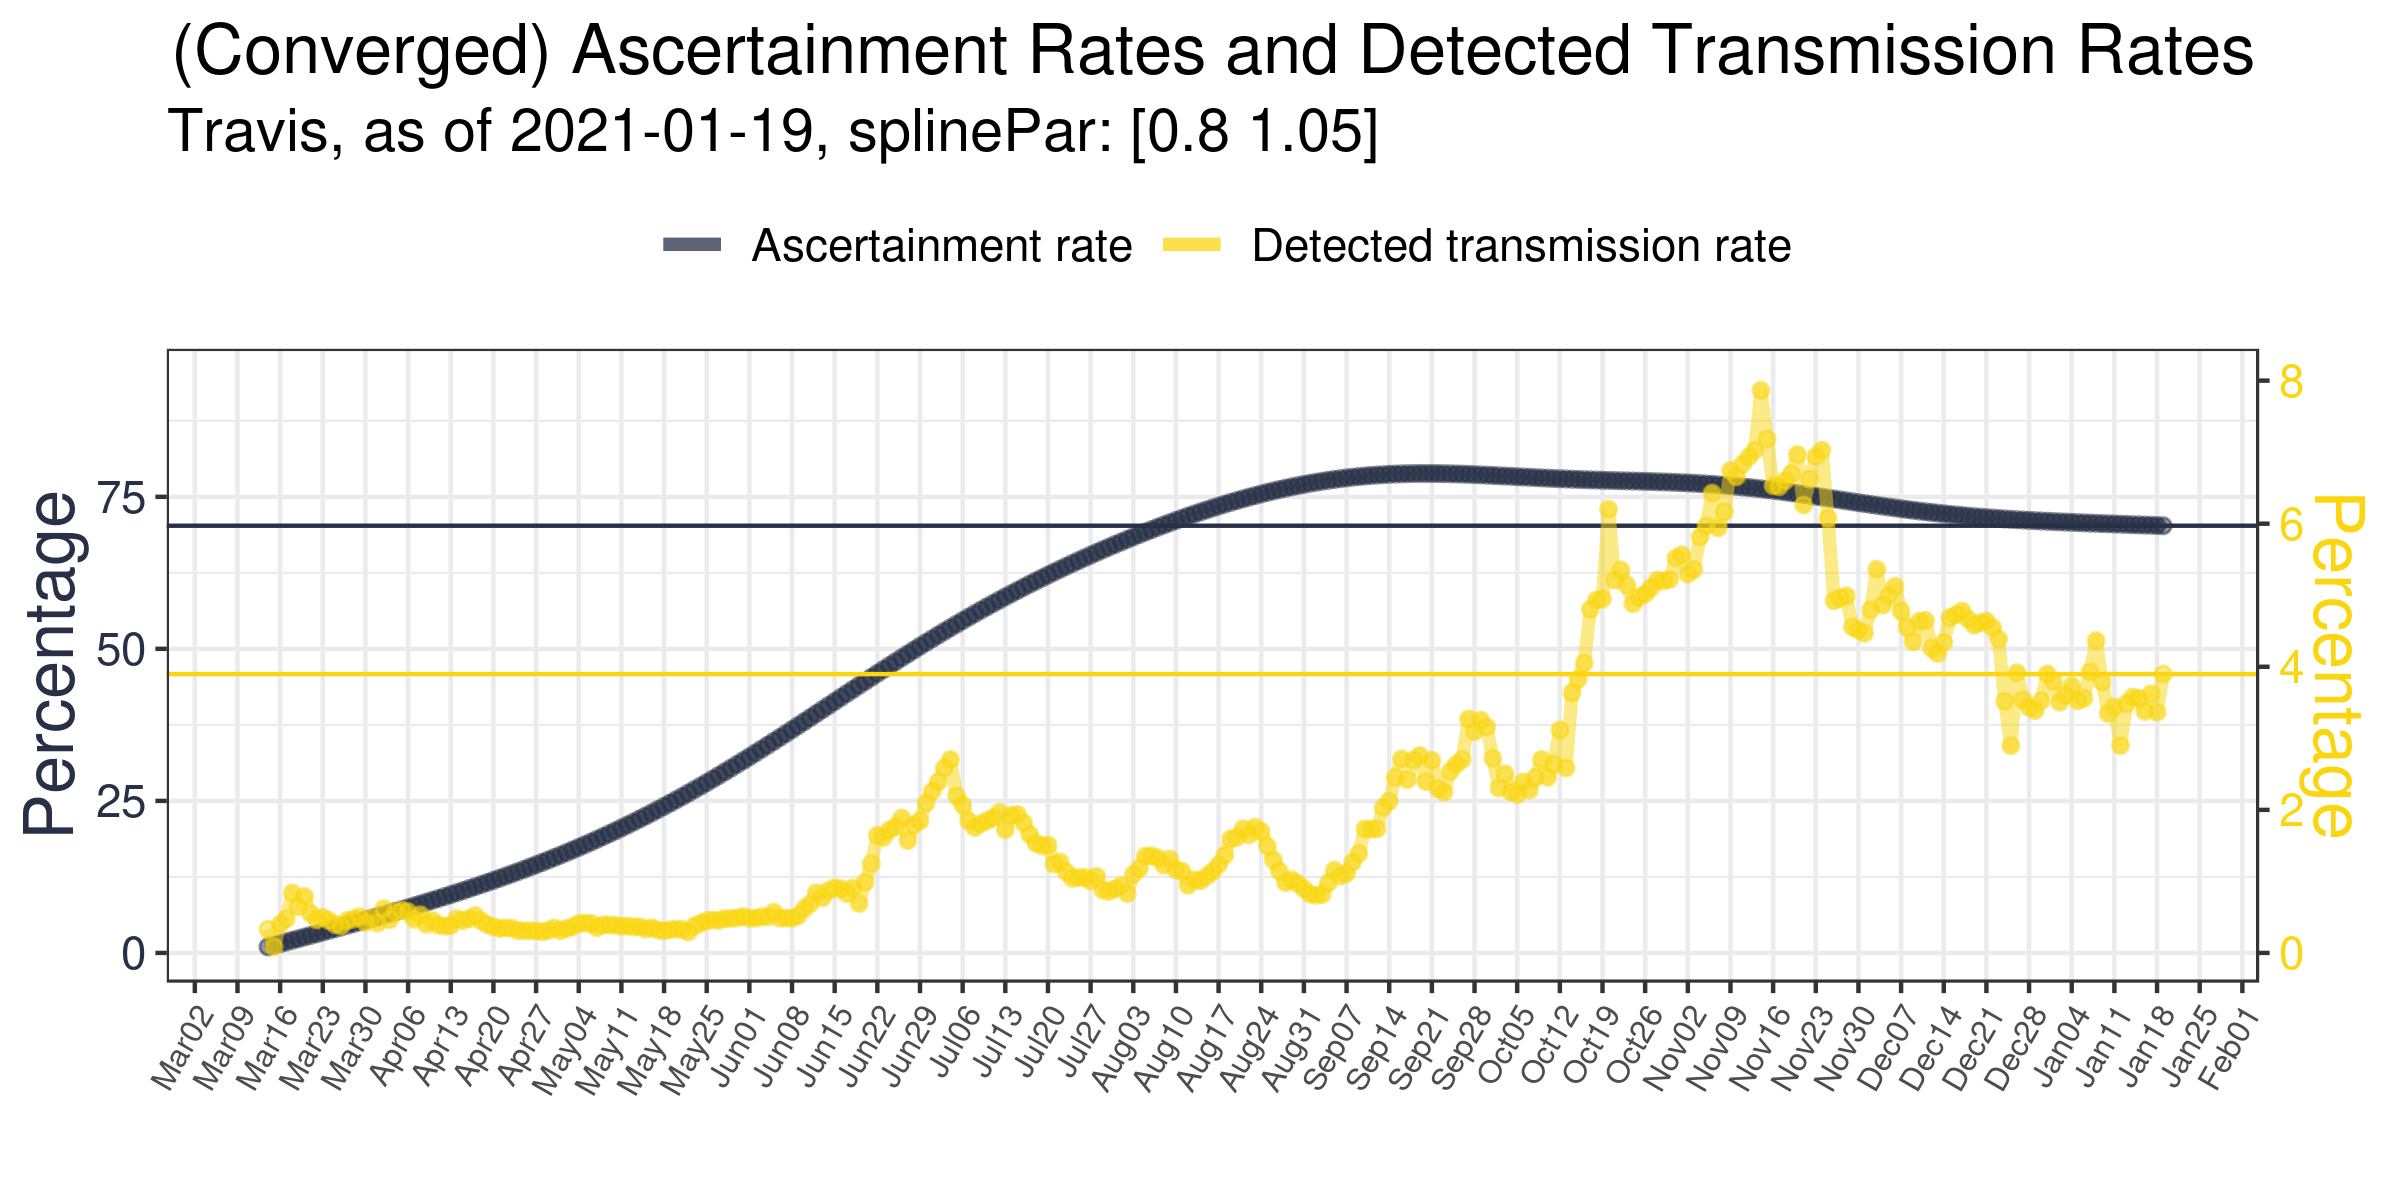 (Converged) Ascertainment Rates and Detected Transmission Rates
Travis, as of 2021-01-19, splinePar: [0.8 1.05]
Ascertainment rate
Detected transmission rate
Percentage
75
50
25
0
8
6
4
2
0
Percentage
Mar02
Mar09
Mar16
Mar23
Mar30
Apr06
Apr13
Apr20
Apr27
May04
May11
May18
May25
Jun01
Jun08
Jun15
Jun22
Jun29
Jul06
Jul13
Jul20
Jul27
Aug03
Aug10
Aug17
Aug24
Aug31
Sep07
Sep14
Sep21
Sep28
Oct05
Oct12
Oct19
Oct26
Nov02
Nov09
Nov16
Nov23
Nov30
Dec07
Dec14
Dec21
Dec28
Jan04
Jan11
Jan18
Jan25
Feb01